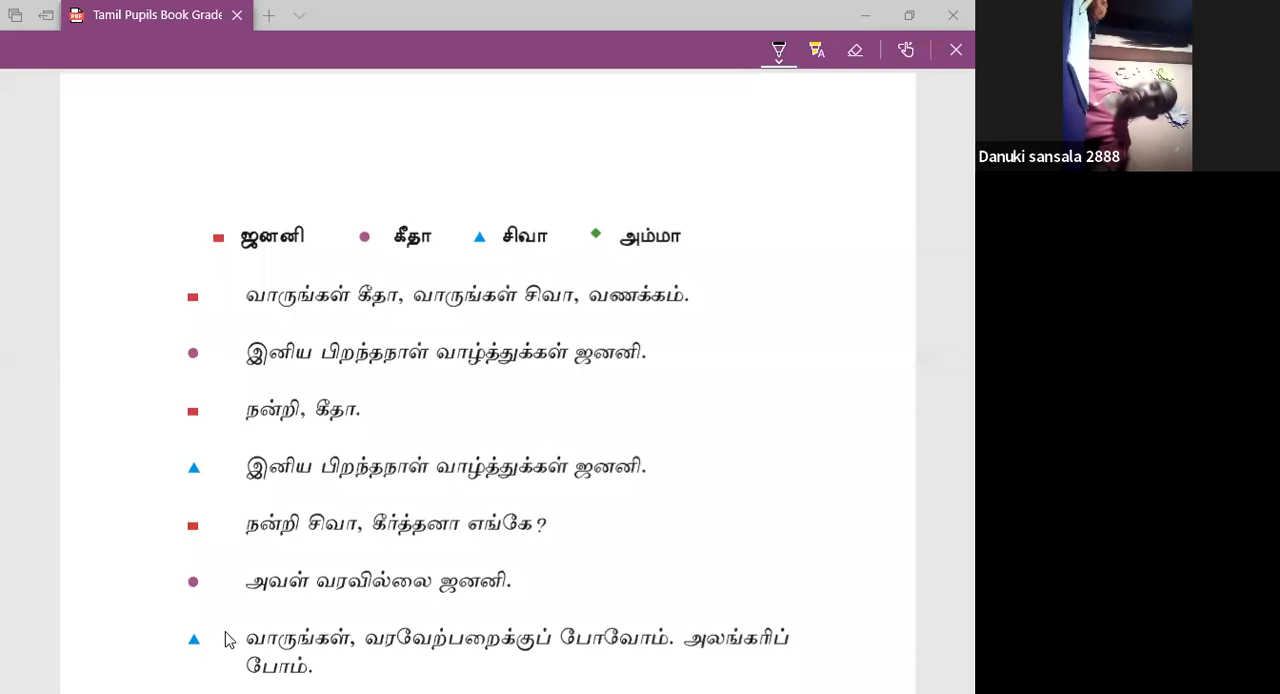 Tamil Pupils Book Grade
ஜனனி கீதா சிவா அம்மா
வாருங்கள் கீதா, வாருங்கள் சிவா, வணக்கம்.
இனிய பிறந்தநாள் வாழ்த்துக்கள் ஜனனி.
நன்றி, கீதா.
இனிய பிறந்தநாள் வாழ்த்துக்கள் ஜனனி.
நன்றி சிவா, கீர்த்தனா எங்கே?
அவள் வரவில்லை ஜனனி.
வாருங்கள், வரவேற்பறைக்குப் போவோம். அலங்கரிப்
போம்.
Danuki sansala 2888